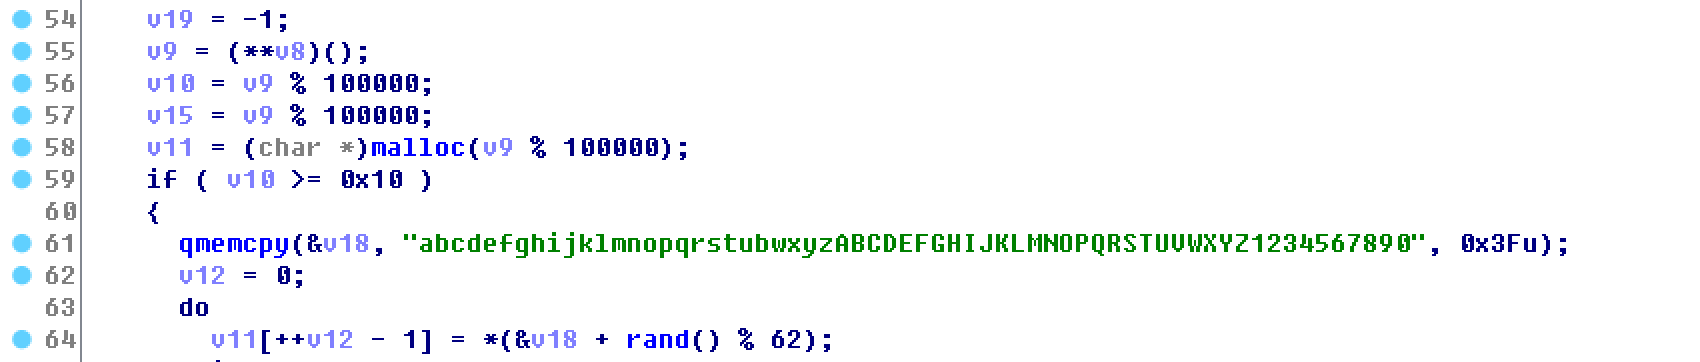 54 v19 = -1;
55 v9 = (**v8)();
56 v10 = v9 % 100000;
57 v15 = v9 % 100000;
58 v11 = (char *)malloc(v9 % 100000);
59 if ( v10 >= 0x10 )
60 {
61 qmemcpy(&v18, "abcdefghijklmnopqrstubwxyzABCDEFGHIJKLMNOPQRSTUVWXYZ1234567890", 0x3Fu);
62 v12 = 0;
63 do
64 v11[++v12 - 1] = *(&v18 + rand() % 62);